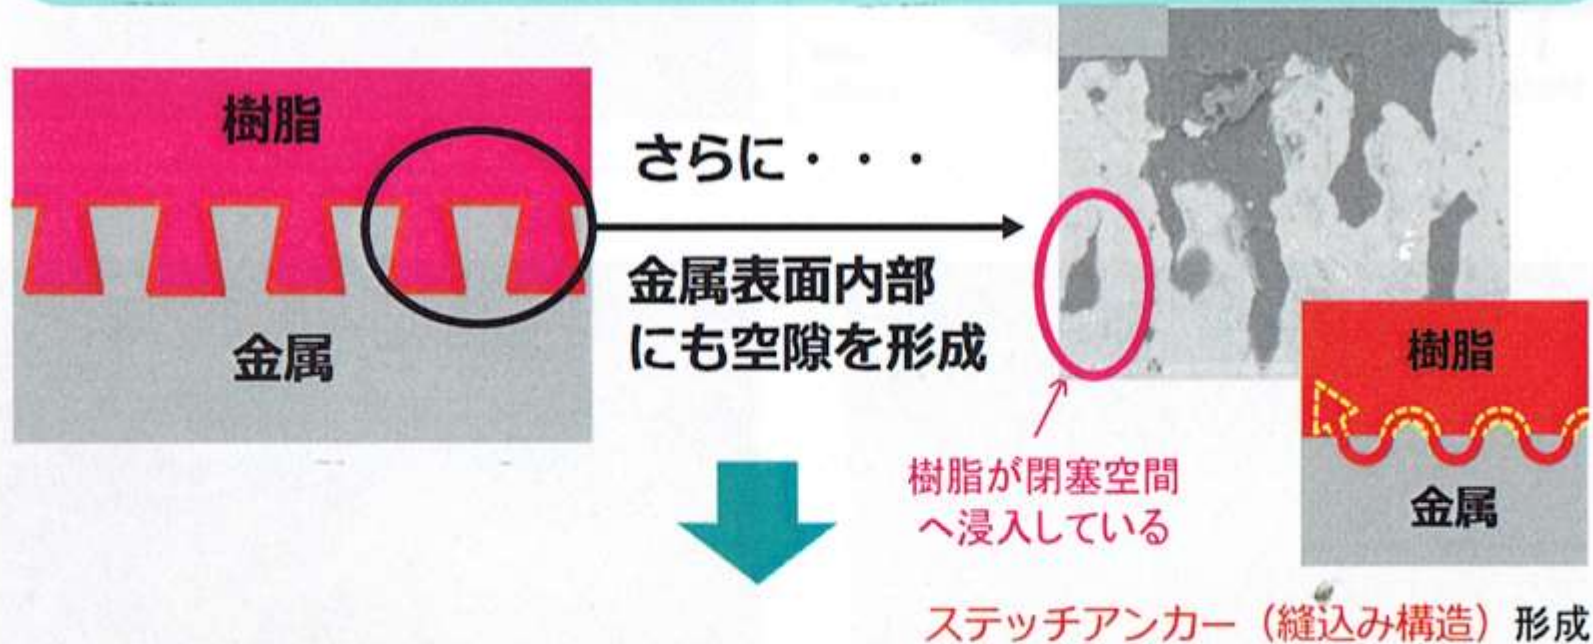 樹脂
金属
さらに・・・
金属表面内部
にも空隙を形成
樹脂が閉塞空間
へ浸入している
樹脂
金属
ステッチアンカー（縫込み構造）形成